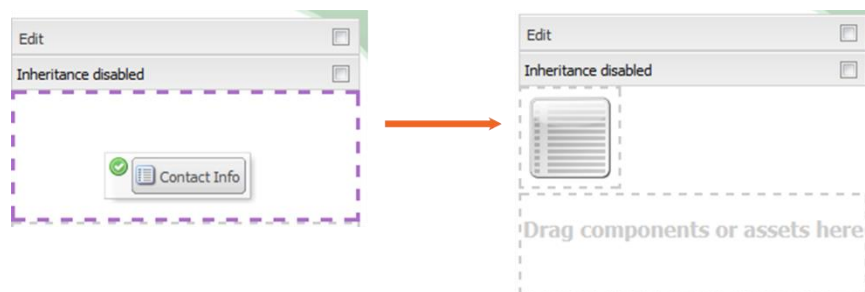 Edit
Inheritance disabled
Contact Info
Edit
Inheritance disabled
Drag components or assets here